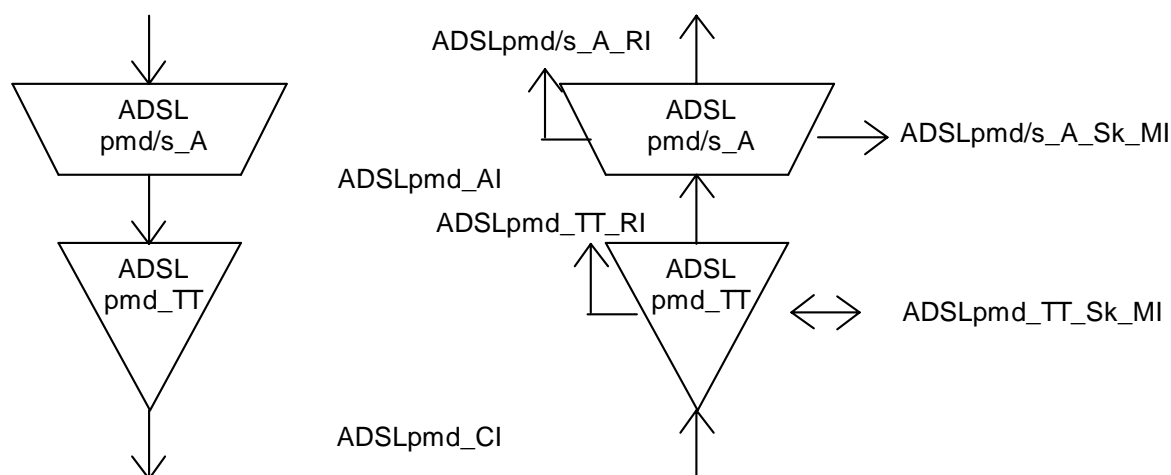 ADSLpmd/s_A_RI
ADSL
pmd/s_A
ADSL
pmd/s_A
ADSLpmd/s_A_Sk_MI
ADSLpmd_AI
ADSLpmd_TT_RI
ADSL
pmd_TT
ADSL
pmd_TT
ADSLpmd_TT_Sk_MI
ADSLpmd_CI